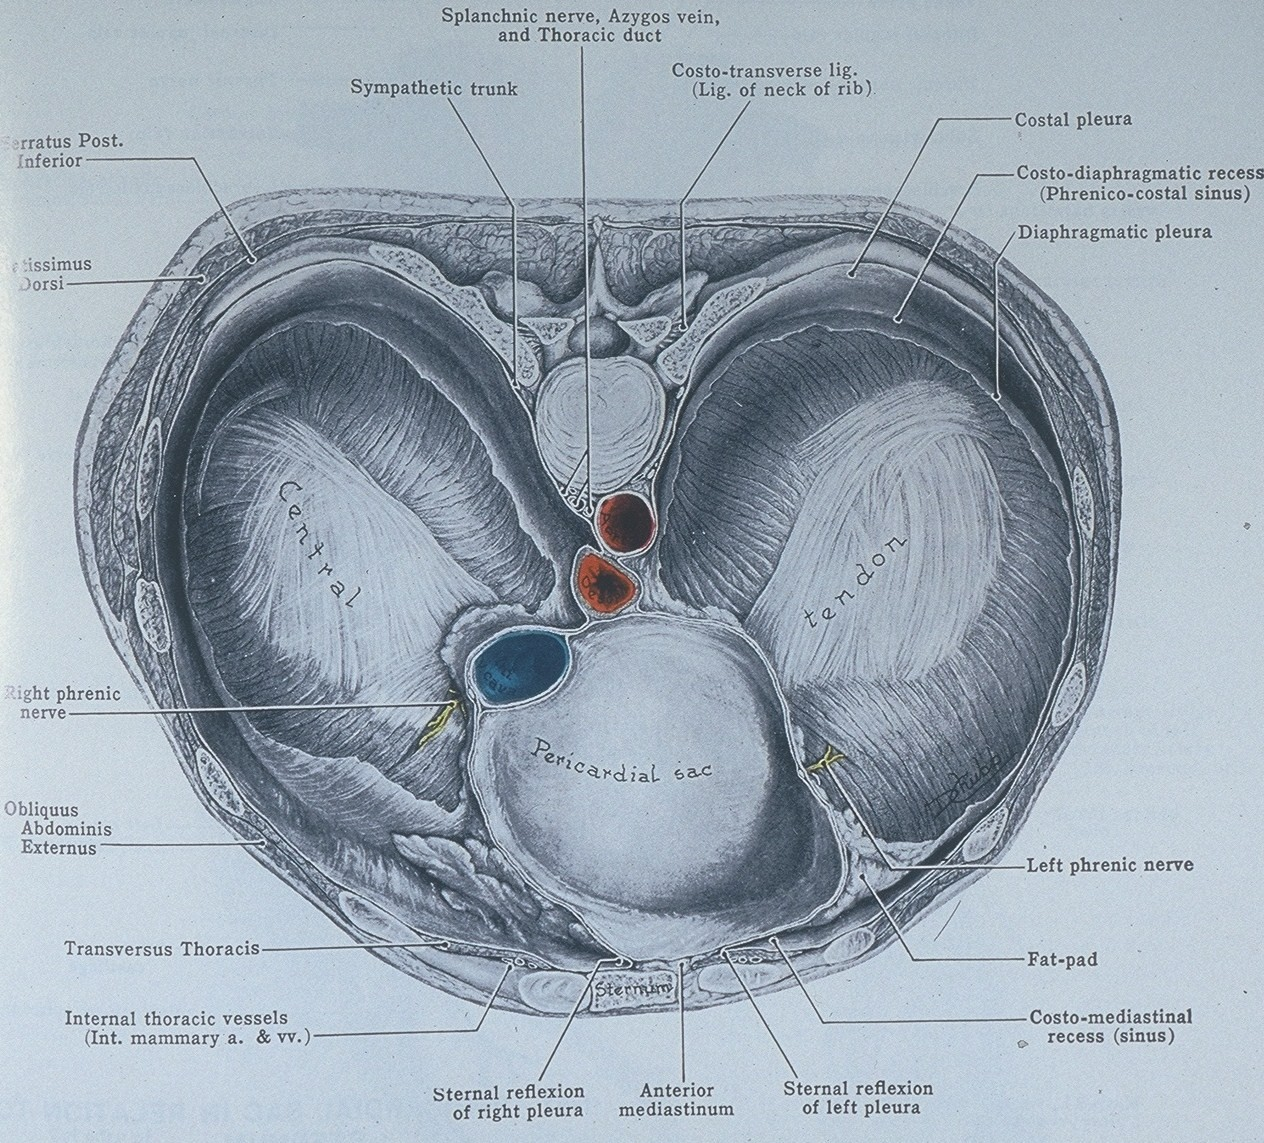 Splanchnic nerve, Azygos vein,
and Thoracic duct
Sympathetic trunk
Costo-transverse lig.
(Lig. of neck of rib)
Costal pleura
Serratus Post.
Inferior
Costo-diaphragmatic recess
(Phrenico-costal sinus)
Diaphragmatic pleura
Latissimus
Dorsi
Central
tendon
Right phrenic
nerve
Pericardial sac
Obliquus
Abdominis
Externus
Left phrenic nerve
Transversus Thoracis
Fat-pad
Sternum
Internal thoracic vessels
(Int. mammary a. & vv.)
Costo-mediastinal
recess (sinus)
Sternal reflexion
of right pleura
Anterior
mediastinum
Sternal reflexion
of left pleura